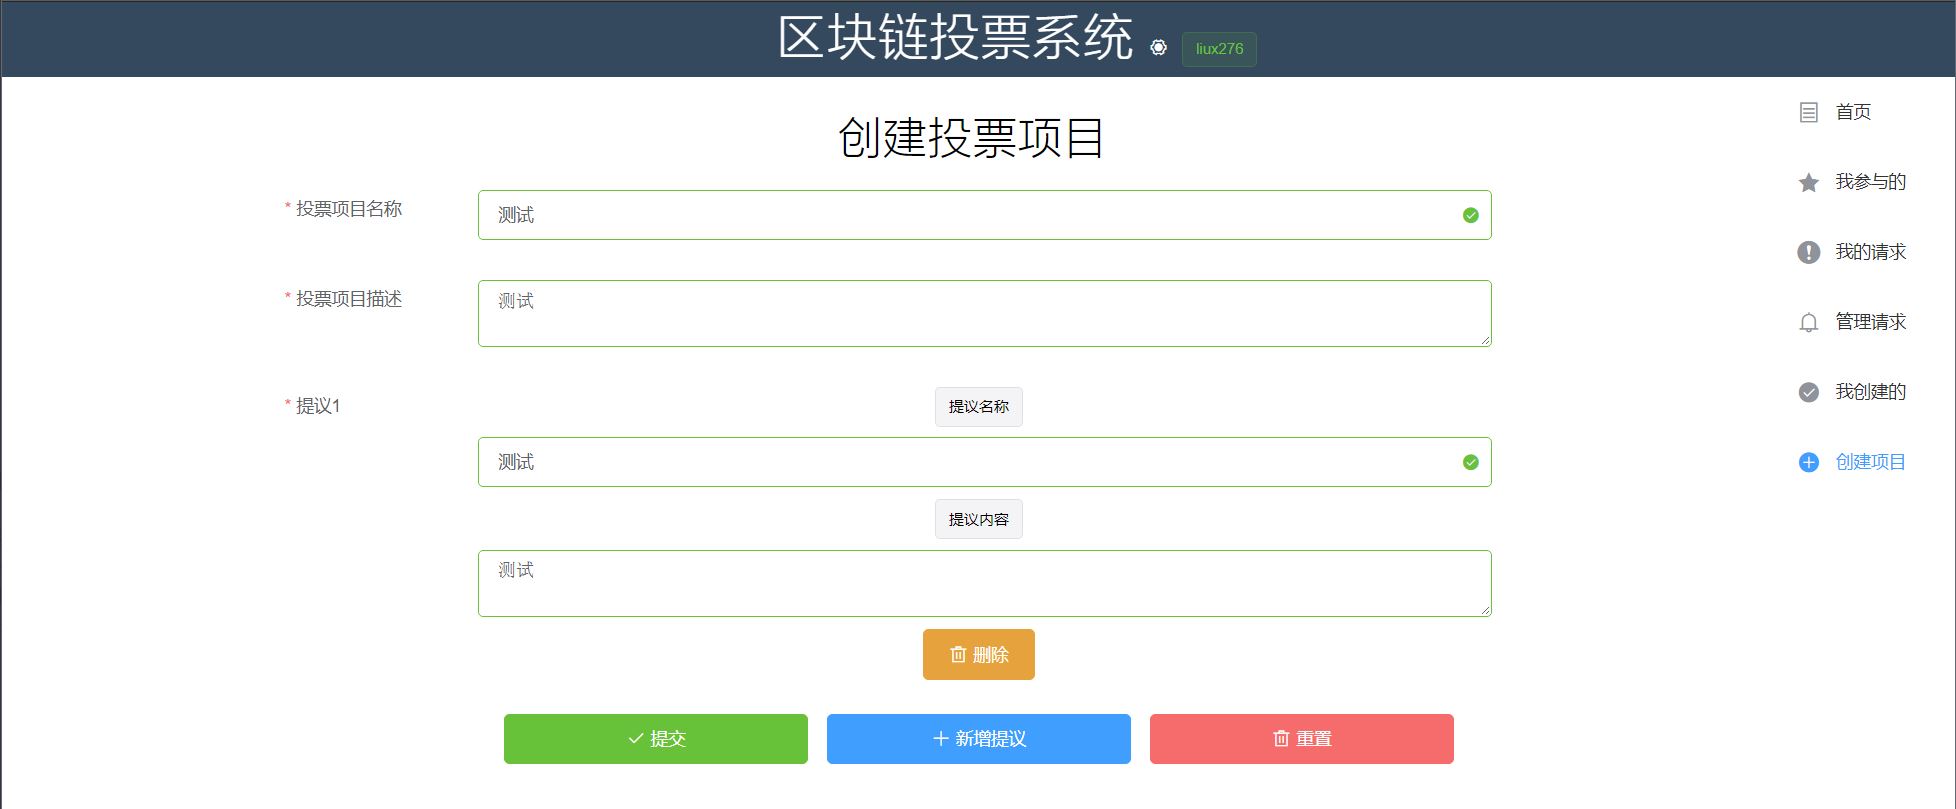 区块链投票系统 liux276
创建投票项目
* 投票项目名称
测试
* 投票项目描述
测试
* 提议1
提议名称
测试
提议内容
测试
删除
提交
新增提议
重置
首页
我参与的
我的请求
管理请求
我创建的
创建项目